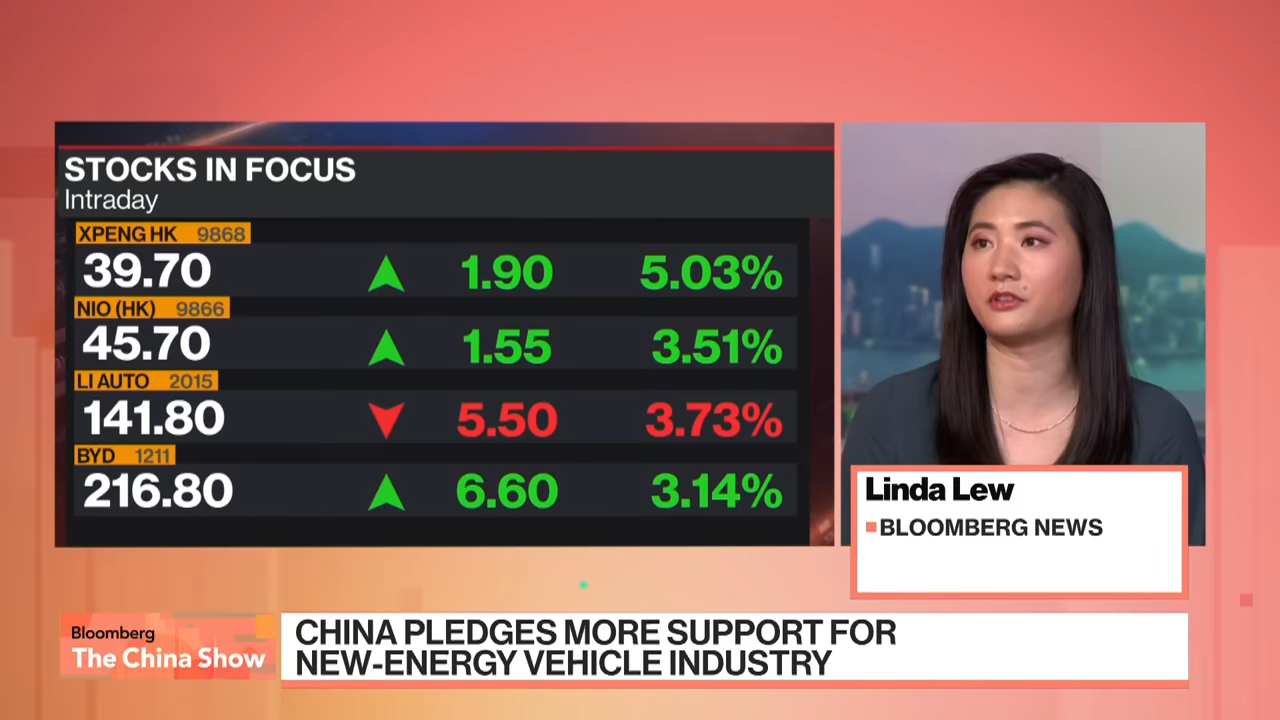 STOCKS IN FOCUS
Intraday
XPENG HK 9868
39.70 1.90 5.03%
NIO (HK) 9866
45.70 1.55 3.51%
LI AUTO 2015
141.80 5.50 3.73%
BYD 1211
216.80 6.60 3.14%
Linda Lew
BLOOMBERG NEWS
Bloomberg
The China Show
CHINA PLEDGES MORE SUPPORT FOR
NEW-ENERGY VEHICLE INDUSTRY